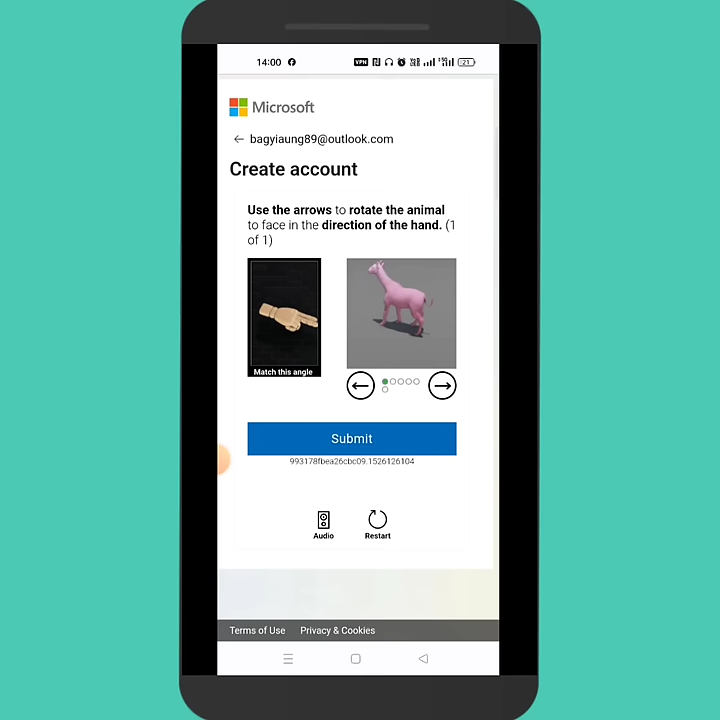 14:00
VPN
21
Microsoft
← bagyiaung89@outlook.com
Create account
Use the arrows to rotate the animal
to face in the direction of the hand. (1
of 1)
Match this angle
Submit
993178fbea26cbc09.1526126104
Audio
Restart
Terms of Use
Privacy & Cookies